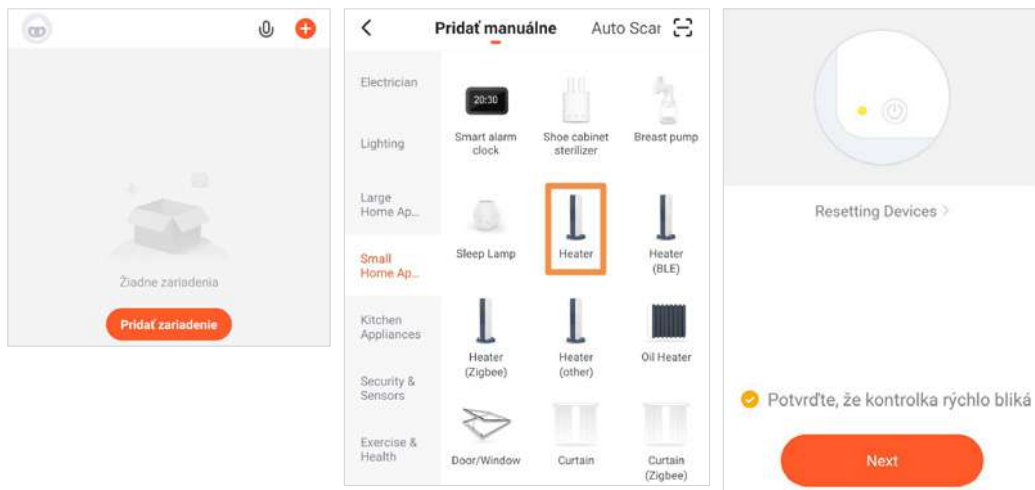 Žiadne zariadenia
Pridať zariadenie
Pridať manuálne
Auto Scar
Electrician
Lighting
Large
Home Ap...
Small
Home Ap...
Kitchen
Appliances
Security &
Sensors
Exercise &
Health
20:30
Smart alarm
clock
Shoe cabinet
sterilizer
Breast pump
Sleep Lamp
Heater
Heater
(BLE)
Heater
(Zigbee)
Heater
(other)
Oil Heater
Door/Window
Curtain
Curtain
(Zigbee)
Resetting Devices >
Potvrďte, že kontrolka rýchlo bliká
Next